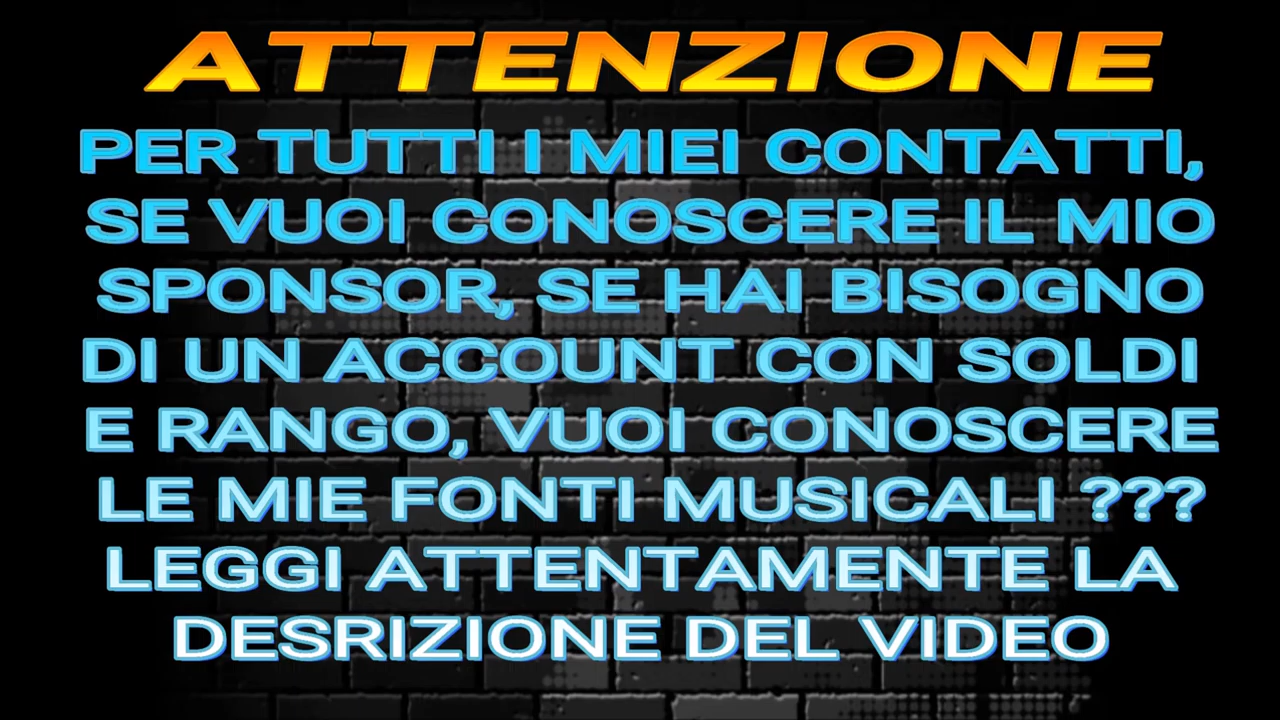 ATTENZIONE
PER TUTTI I MIEI CONTATTI,
SE VUOI CONOSCERE IL MIO
SPONSOR, SE HAI BISOGNO
DI UN ACCOUNT CON SOLDI
E RANGO, VUOI CONOSCERE
LE MIE FONTI MUSICALI ???
LEGGI ATTENTAMENTE LA
DESRIZIONE DEL VIDEO